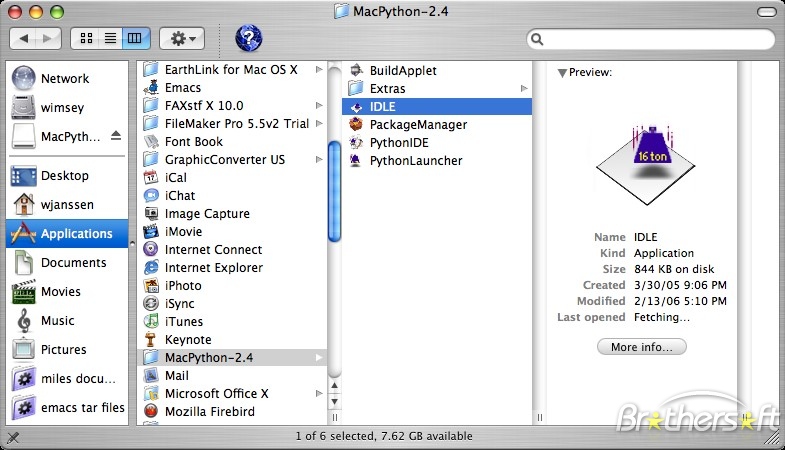 MacPython-2.4
Network
wimsey
MacPyth...
Desktop
wjanssen
Applications
Documents
Movies
Music
Pictures
miles docu...
emacs tar files
EarthLink for Mac OS X
Emacs
FAXstf X 10.0
FileMaker Pro 5.5v2 Trial
Font Book
GraphicConverter US
iCal
iChat
Image Capture
iMovie
Internet Connect
Internet Explorer
iPhoto
iSync
iTunes
Keynote
MacPython-2.4
Mail
Microsoft Office X
Mozilla Firebird
BuildApplet
Extras
IDLE
PackageManager
PythonIDE
PythonLauncher
Preview:
16 ton
Name IDLE
Kind Application
Size 844 KB on disk
Created 3/30/05 9:06 PM
Modified 2/13/06 5:10 PM
Last opened Fetching...
More info...
1 of 6 selected, 7.62 GB available
Brothersoft